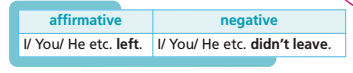 affirmative negative
I/ You/ He etc. left. I/ You/ He etc. didn't leave.